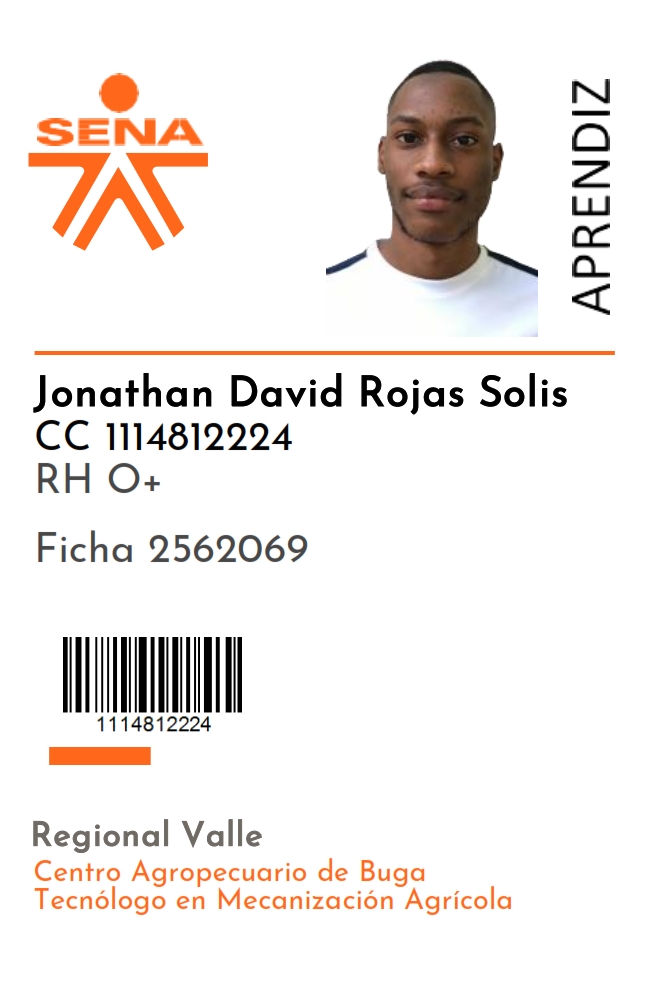 SENA
APRENDIZ
Jonathan David Rojas Solis
CC 1114812224
RH O+
Ficha 2562069
1114812224
Regional Valle
Centro Agropecuario de Buga
Tecnólogo en Mecanización Agrícola